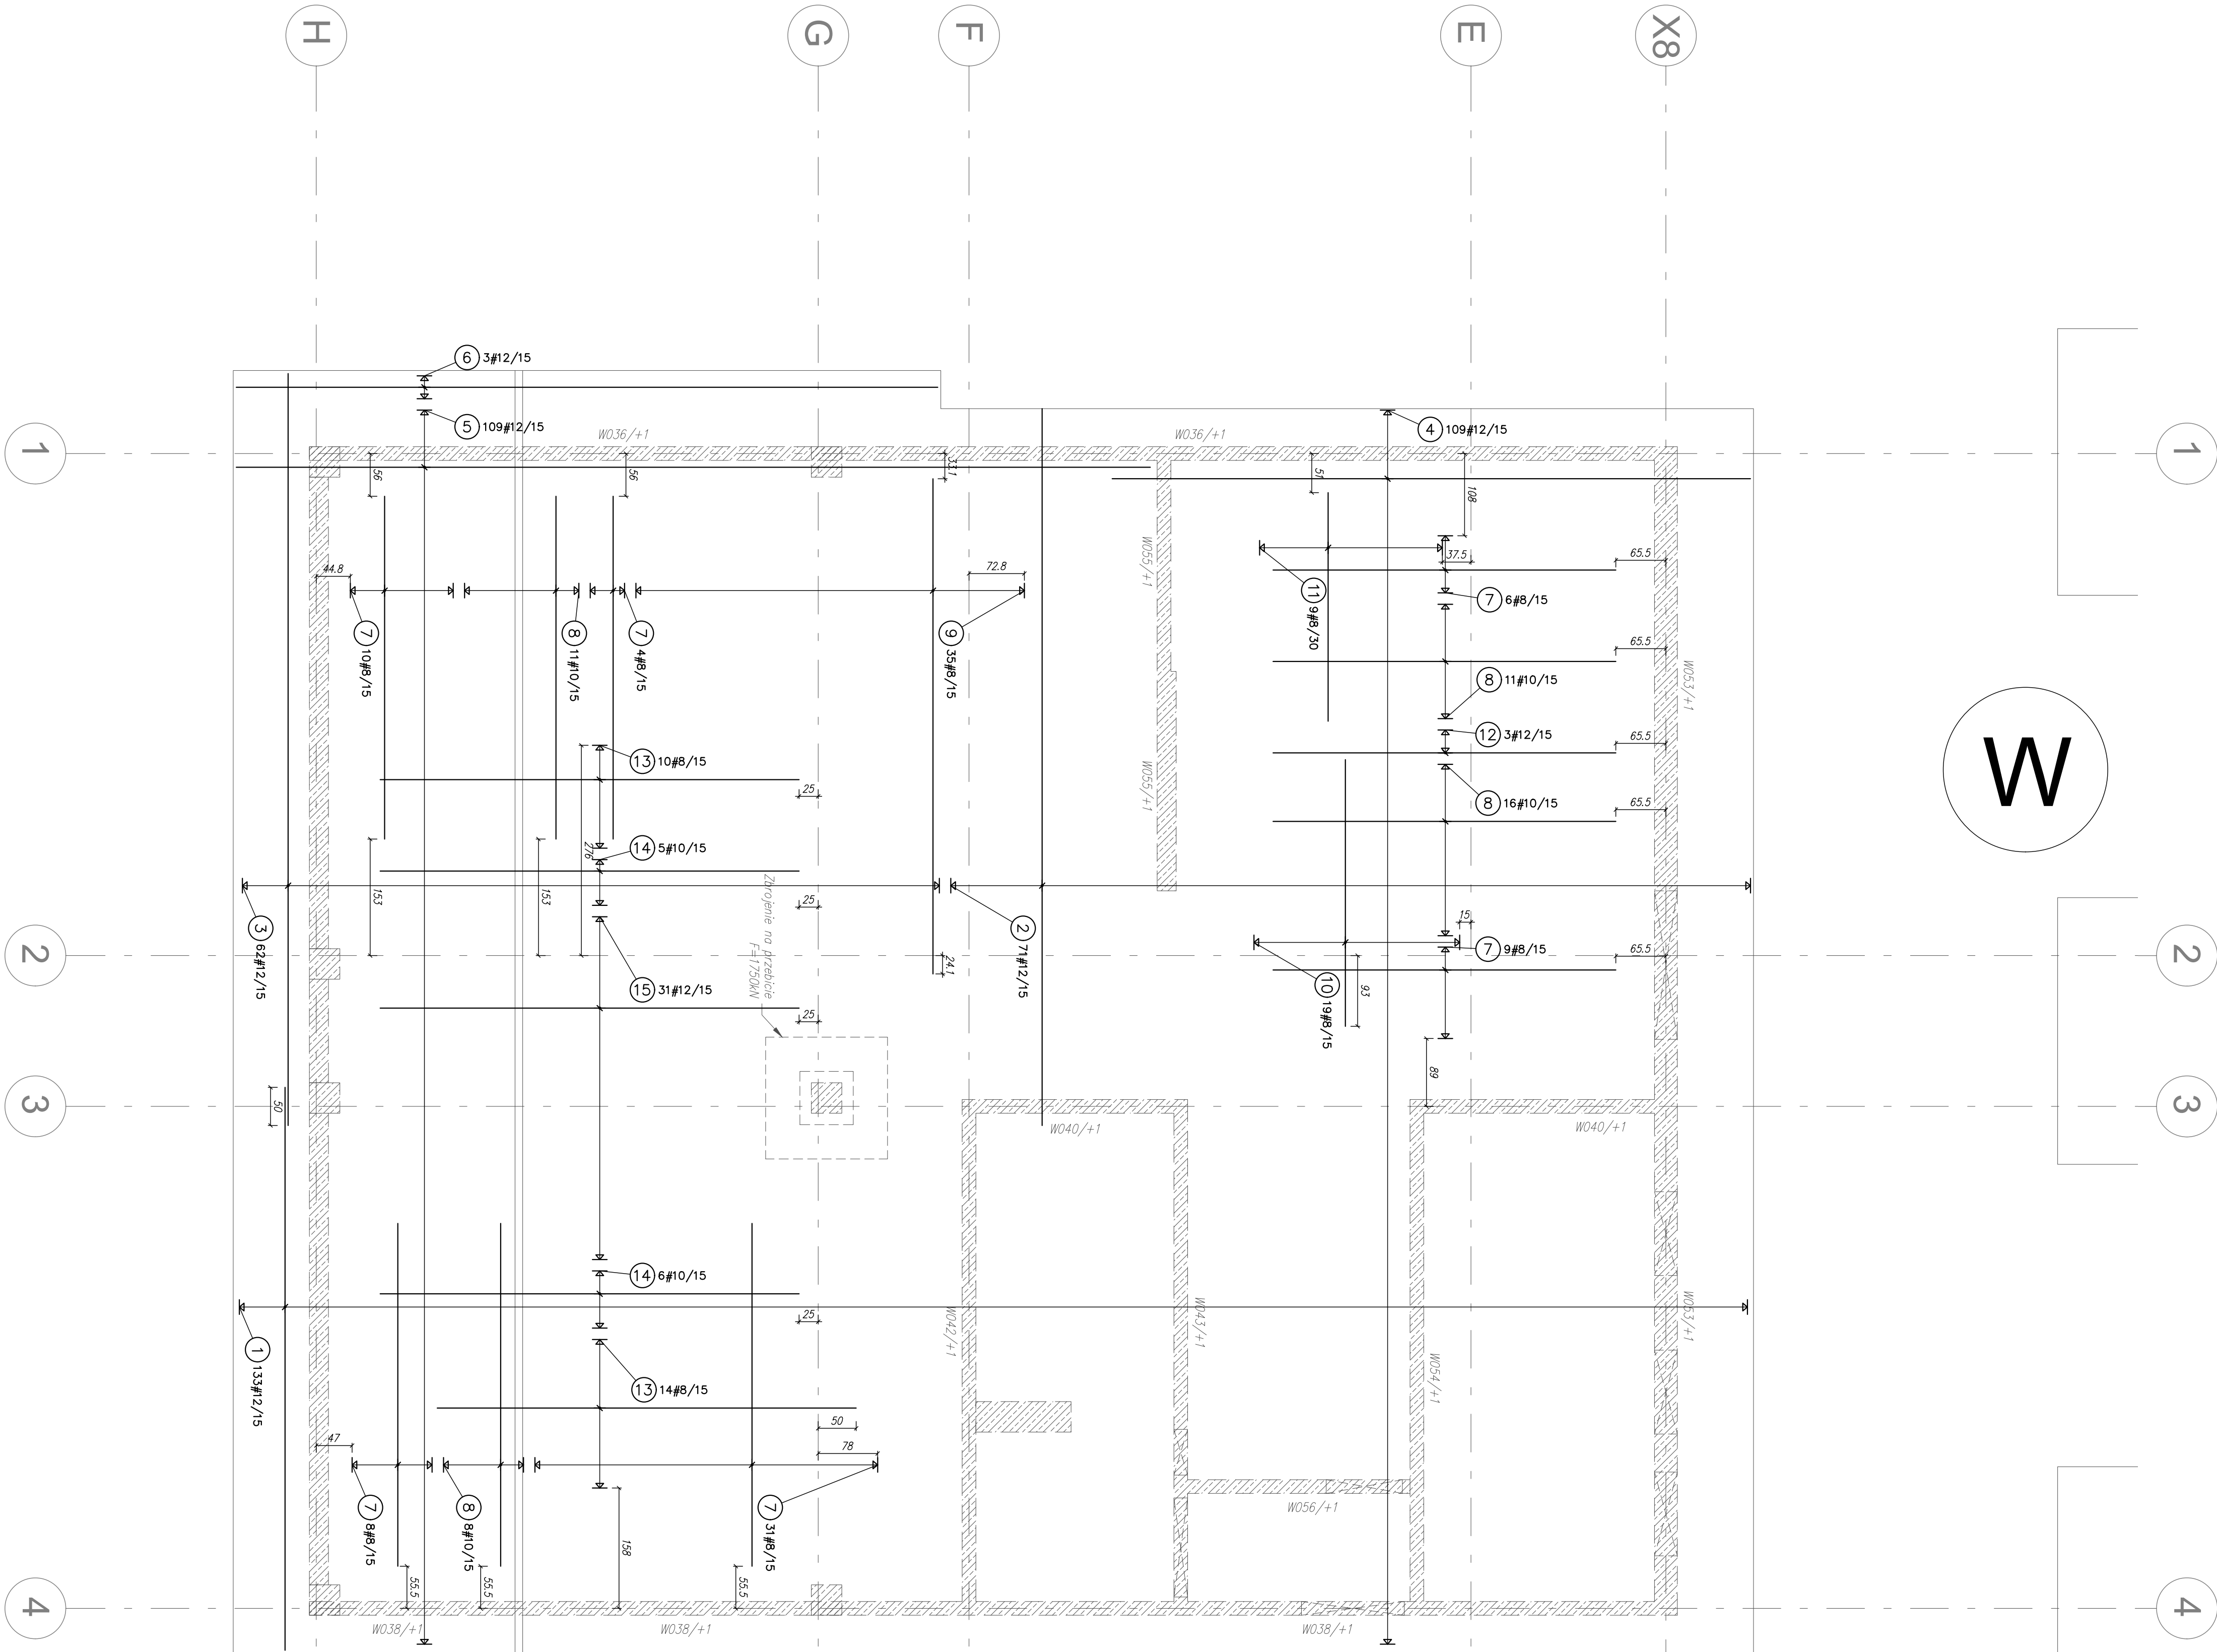 H
G
F
E
X8
6 3#12/15
5 109#12/15
W036/+1
W036/+1
4 109#12/15
1
1
56
56
33.1
51
108
44.8
72.8
37.5
65.5
W055/+1
7 6#8/15
7 10#8/15
8 11#10/15
7 4#8/15
9 35#8/15
11 9#8/30
65.5
8 11#10/15
W053/+1
W
12 3#12/15
65.5
13 10#8/15
25
W055/+1
8 16#10/15
65.5
276
14 5#10/15
153
153
25
Zbrojenie na przebicie
F=1750kN
3 62#12/15
2 71#12/15
15
7 9#8/15
65.5
2
2
24.1
15 31#12/15
25
10 19#8/15
93
89
50
3
3
W040/+1
W040/+1
14 6#10/15
25
1 133#12/15
W042/+1
W043/+1
W054/+1
W053/+1
13 14#8/15
50
47
78
7 8#8/15
8 8#10/15
7 31#8/15
W056/+1
158
55.5
55.5
55.5
4
4
W038/+1
W038/+1
W038/+1